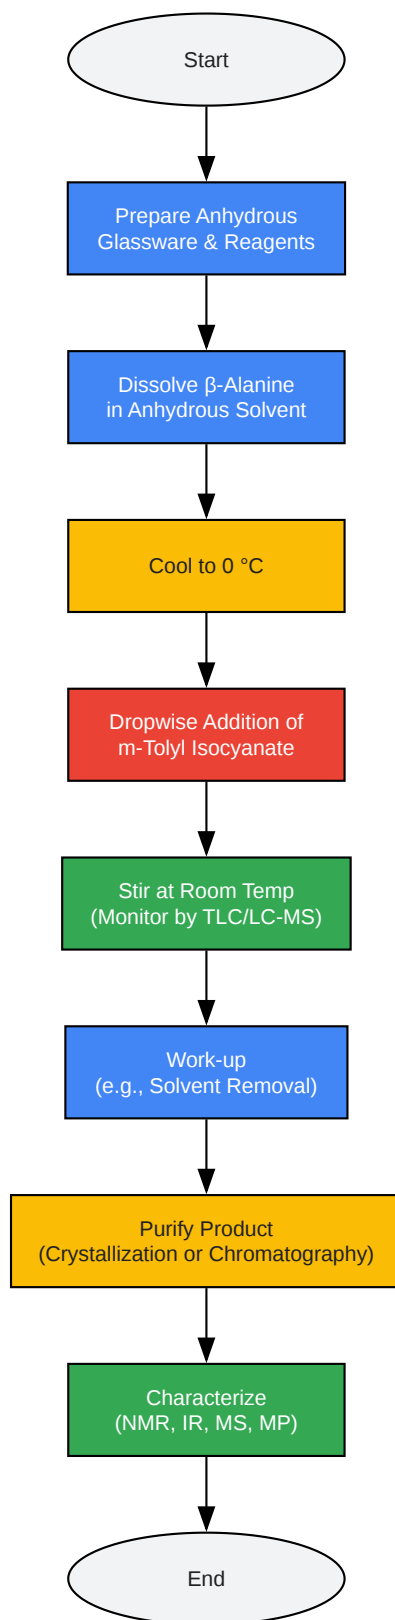 Start
Prepare Anhydrous
Glassware & Reagents
Dissolve β-Alanine
in Anhydrous Solvent
Cool to 0 °C
Dropwise Addition of
m-Tolyl Isocyanate
Stir at Room Temp
(Monitor by TLC/LC-MS)
Work-up
(e.g., Solvent Removal)
Purify Product
(Crystallization or Chromatography)
Characterize
(NMR, IR, MS, MP)
End